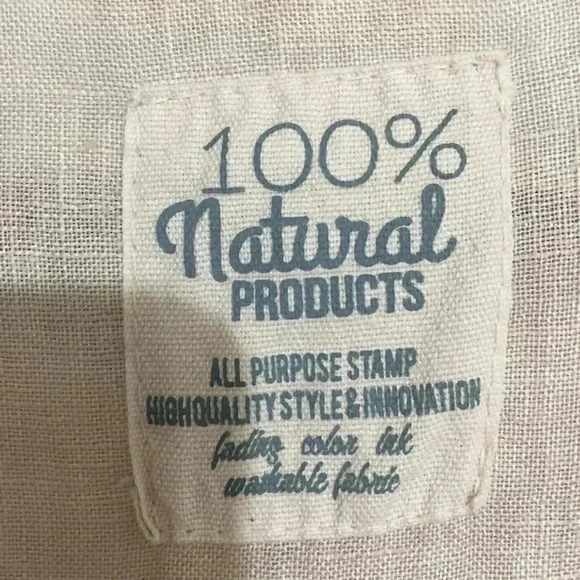 100%
Natural
PRODUCTS
ALL PURPOSE STAMP
HIGHQUALITY STYLE & INNOVATION
fading color ink
washable fabric